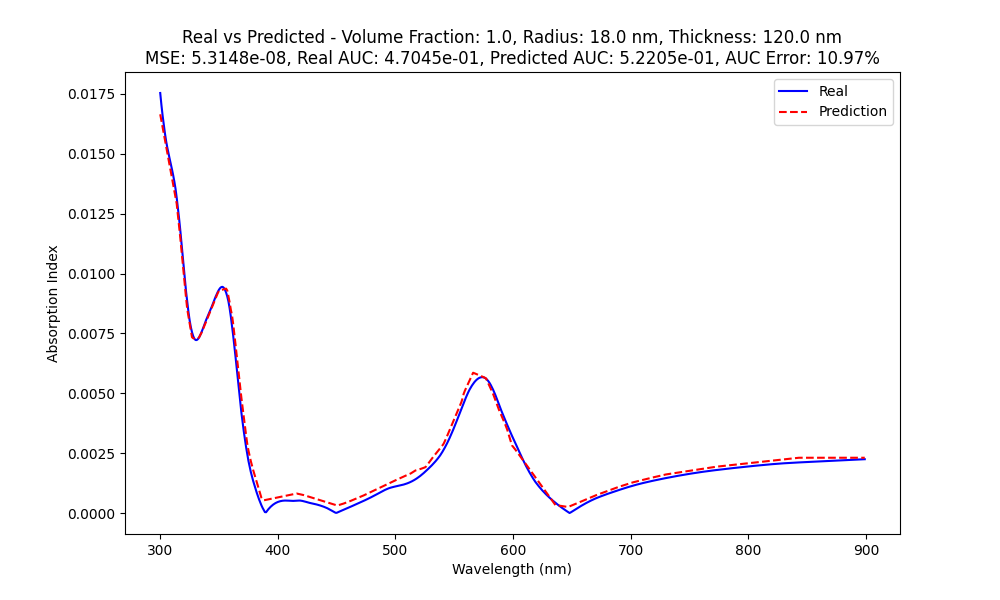 Real vs Predicted - Volume Fraction: 1.0, Radius: 18.0 nm, Thickness: 120.0 nm
MSE: 5.3148e-08, Real AUC: 4.7045e-01, Predicted AUC: 5.2205e-01, AUC Error: 10.97%
Real
Prediction
Absorption Index
0.0175
0.0150
0.0125
0.0100
0.0075
0.0050
0.0025
0.0000
300 400 500 600 700 800 900
Wavelength (nm)